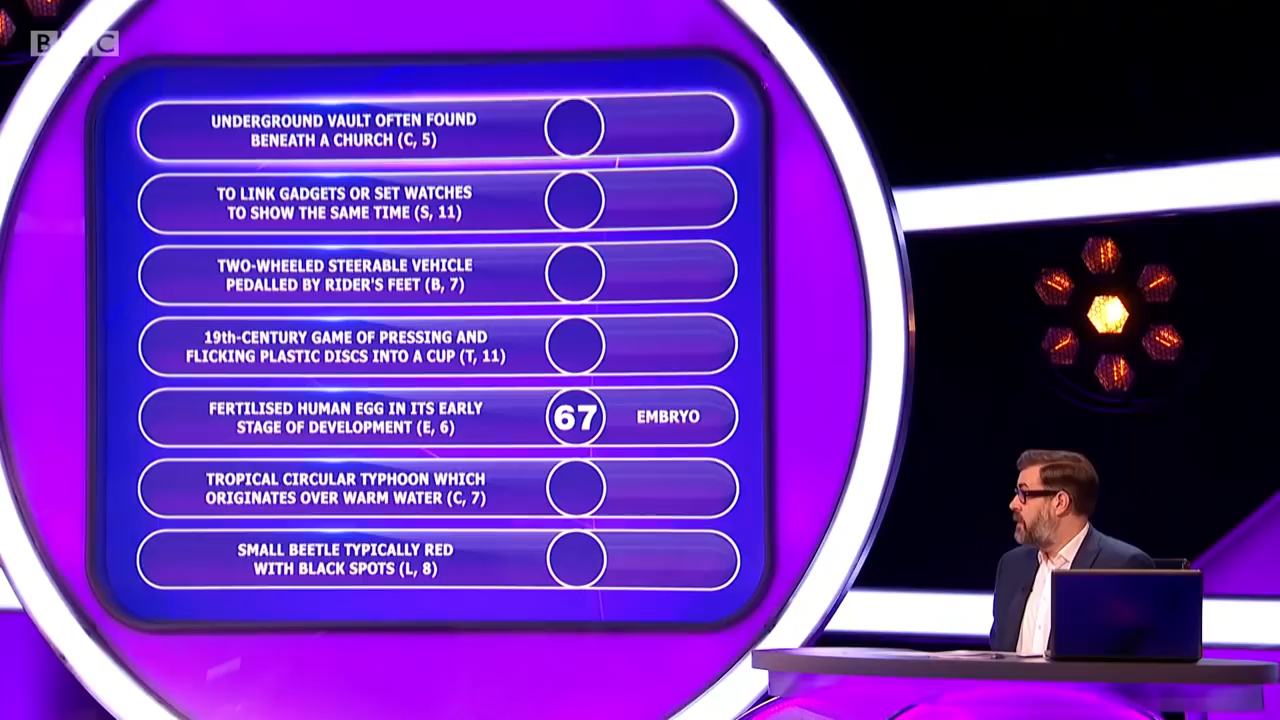 BBC
UNDERGROUND VAULT OFTEN FOUND
BENEATH A CHURCH (C, 5)
TO LINK GADGETS OR SET WATCHES
TO SHOW THE SAME TIME (S, 11)
TWO-WHEELED STEERABLE VEHICLE
PEDALLED BY RIDER'S FEET (B, 7)
19th-CENTURY GAME OF PRESSING AND
FLICKING PLASTIC DISCS INTO A CUP (T, 11)
FERTILISED HUMAN EGG IN ITS EARLY
STAGE OF DEVELOPMENT (E, 6)
67 EMBRYO
TROPICAL CIRCULAR TYPHOON WHICH
ORIGINATES OVER WARM WATER (C, 7)
SMALL BEETLE TYPICALLY RED
WITH BLACK SPOTS (L, 8)